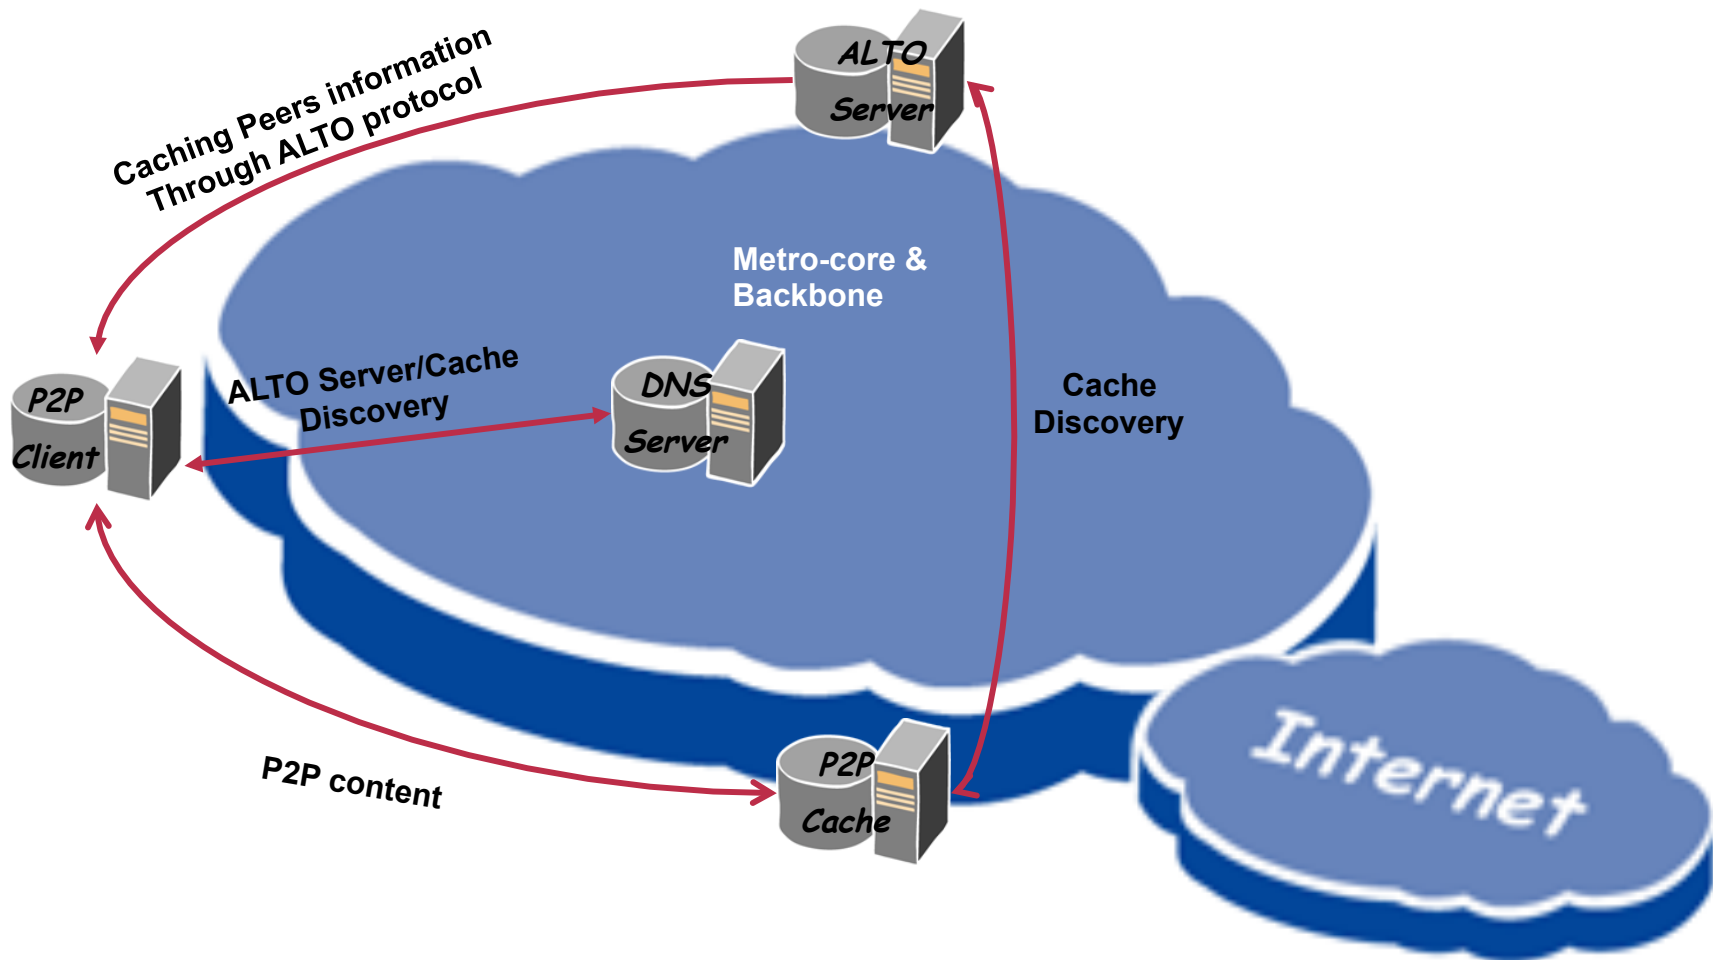 Caching Peers information
Through ALTO protocol
ALTO
Server
Metro-core &
Backbone
ALTO Server/Cache
Discovery
DNS
Server
P2P
Client
Cache
Discovery
P2P content
P2P
Cache
Internet